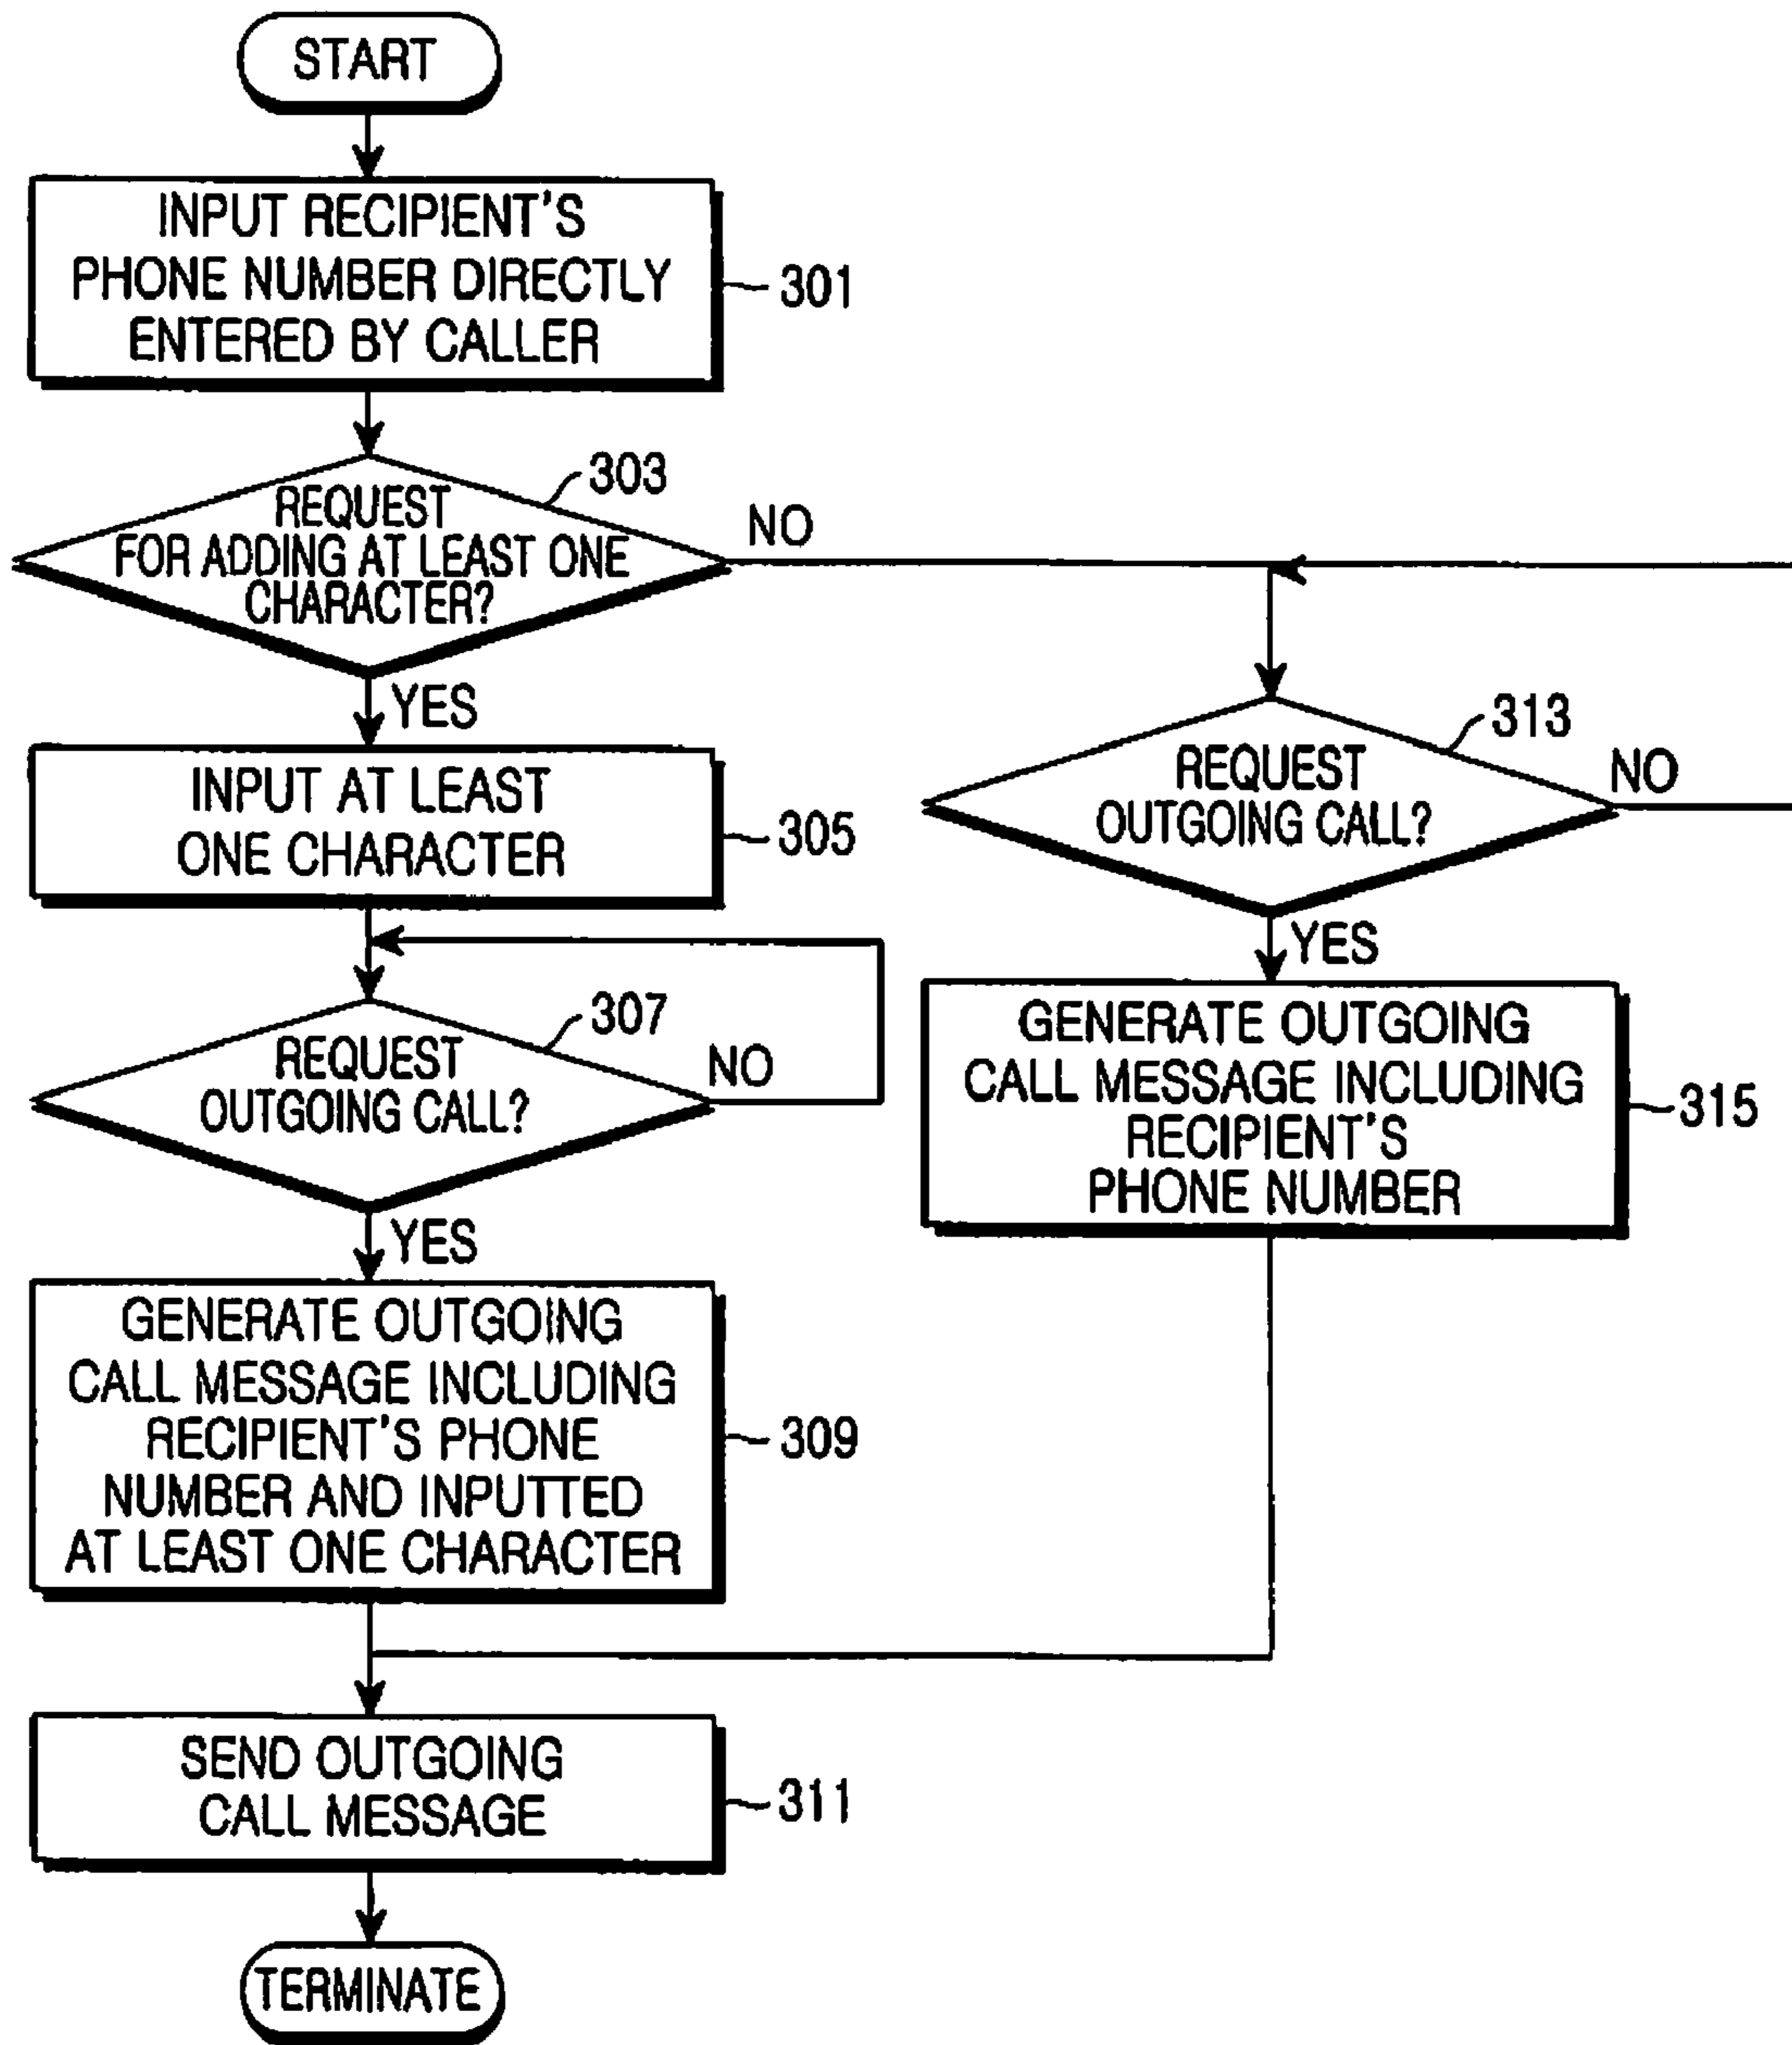 START
INPUT RECIPIENT'S
PHONE NUMBER DIRECTLY
ENTERED BY CALLER
301
303
REQUEST
FOR ADDING AT LEAST ONE
CHARACTER?
NO
YES
INPUT AT LEAST
ONE CHARACTER
305
307
REQUEST
OUTGOING CALL?
NO
YES
GENERATE OUTGOING
CALL MESSAGE INCLUDING
RECIPIENT'S PHONE
NUMBER AND INPUTTED
AT LEAST ONE CHARACTER
309
313
REQUEST
OUTGOING CALL?
NO
YES
GENERATE OUTGOING
CALL MESSAGE INCLUDING
RECIPIENT'S
PHONE NUMBER
315
SEND OUTGOING
CALL MESSAGE
311
TERMINATE